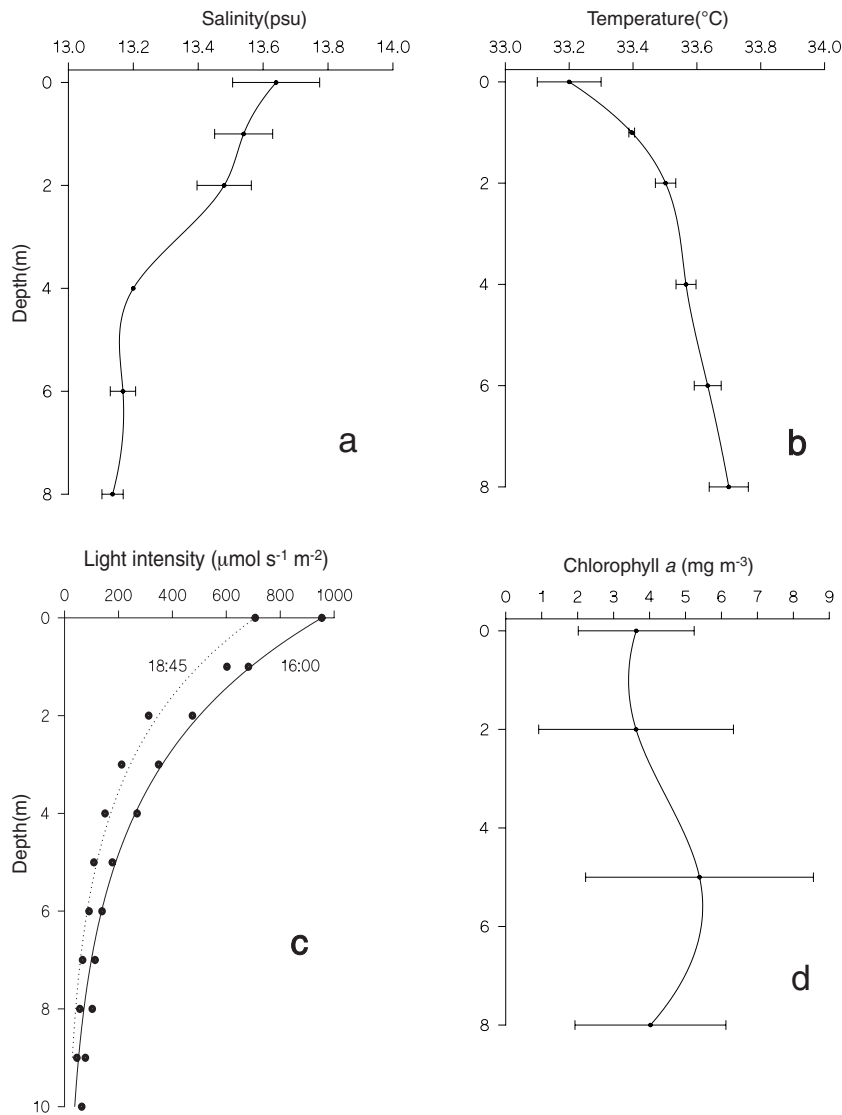 Salinity(psu)
13.0 13.2 13.5 13.6 13.8 14.0
Depth(m)
0
2
4
6
8
a
Temperature(°C)
33.0 33.2 33.4 33.6 33.8 34.0
0
2
4
6
8
b
Light intensity (µmol s-1 m-2)
0 200 400 600 800 1000
Depth(m)
0
2
4
6
8
10
18:45 16:00
c
Chlorophyll a (mg m-3)
0 1 2 3 4 5 6 7 8 9
0
2
4
6
8
d